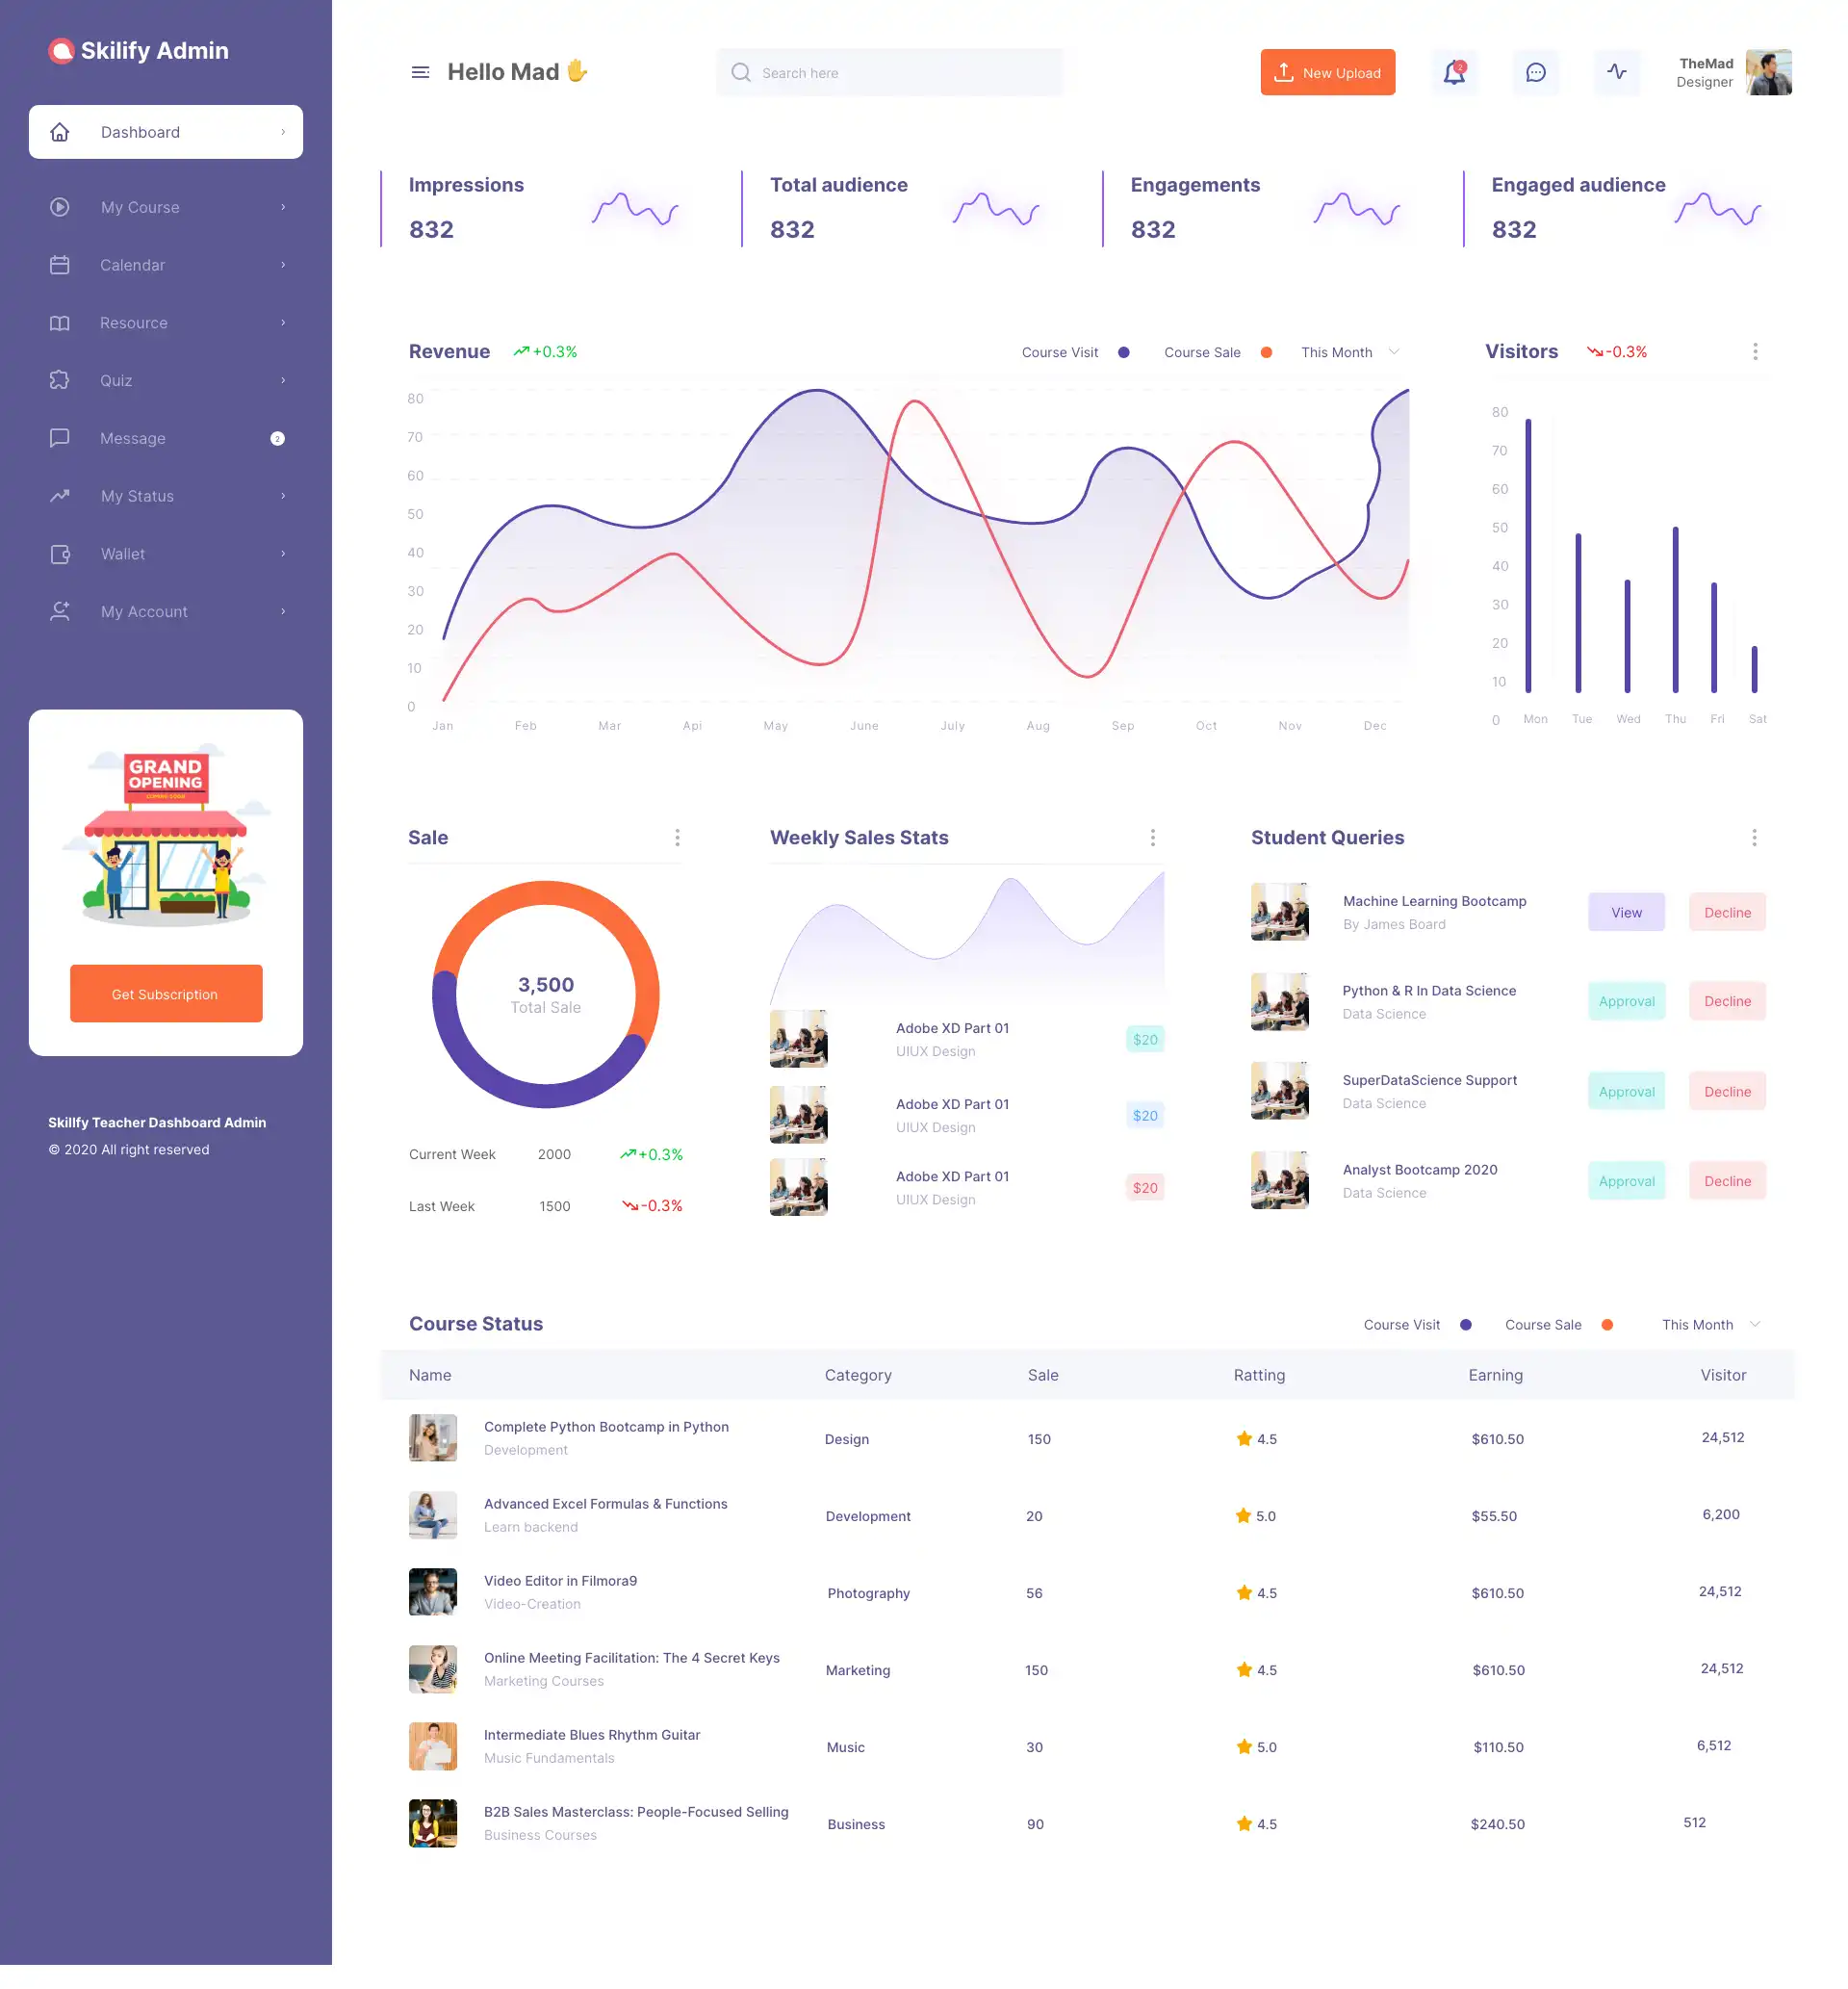 Skilify Admin
Dashboard
My Course
Calendar
Resource
Quiz
Message 2
My Status
Wallet
My Account
GRAND
OPENING
COMING SOON
Get Subscription
Skillfy Teacher Dashboard Admin
© 2020 All right reserved
Hello Mad
Search here
New Upload
2
TheMad
Designer
Impressions
832
Total audience
832
Engagements
832
Engaged audience
832
Revenue +0.3% Course Visit Course Sale This Month
80
70
60
50
40
30
20
10
0
Jan Feb Mar Api May June July Aug Sep Oct Nov Dec
Visitors -0.3%
80
70
60
50
40
30
20
10
0 Mon Tue Wed Thu Fri Sat
Sale
3,500
Total Sale
Current Week 2000 +0.3%
Last Week 1500 -0.3%
Weekly Sales Stats
Adobe XD Part 01
UIUX Design
$20
Adobe XD Part 01
UIUX Design
$20
Adobe XD Part 01
UIUX Design
$20
Student Queries
Machine Learning Bootcamp
By James Board
View Decline
Python & R In Data Science
Data Science
Approval Decline
SuperDataScience Support
Data Science
Approval Decline
Analyst Bootcamp 2020
Data Science
Approval Decline
Course Status Course Visit Course Sale This Month
Name Category Sale Ratting Earning Visitor
Complete Python Bootcamp in Python
Development
Design 150 4.5 $610.50 24,512
Advanced Excel Formulas & Functions
Learn backend
Development 20 5.0 $55.50 6,200
Video Editor in Filmora9
Video-Creation
Photography 56 4.5 $610.50 24,512
Online Meeting Facilitation: The 4 Secret Keys
Marketing Courses
Marketing 150 4.5 $610.50 24,512
Intermediate Blues Rhythm Guitar
Music Fundamentals
Music 30 5.0 $110.50 6,512
B2B Sales Masterclass: People-Focused Selling
Business Courses
Business 90 4.5 $240.50 512